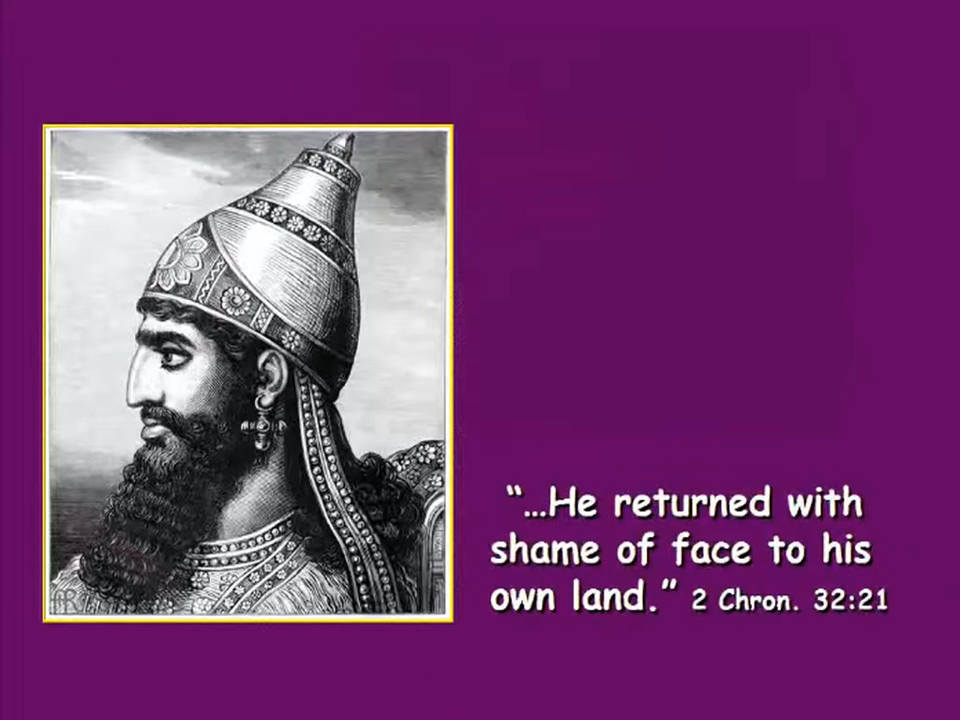 “…He returned with
shame of face to his
own land.” 2 Chron. 32:21